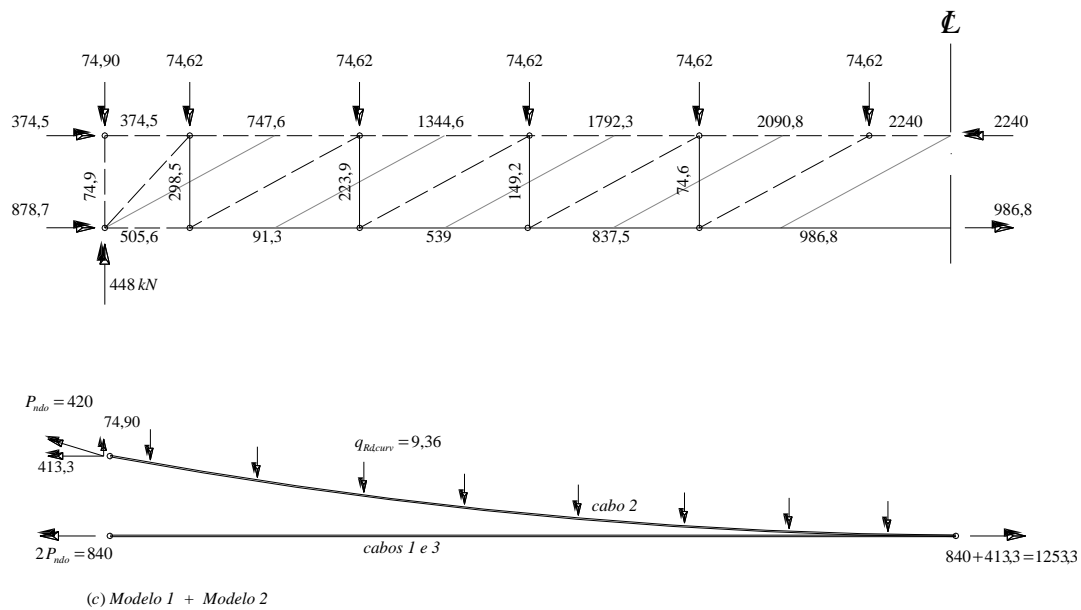 ℄
74,90 74,62 74,62 74,62 74,62 74,62
374,5 374,5 747,6 1344,6 1792,3 2090,8 2240 2240
74,9 298,5 223,9 149,2 74,6
878,7 505,6 91,3 539 837,5 986,8 986,8
448 kN
P_ndo = 420
74,90
q_Rd,curv = 9,36
413,3
cabo 2
2P_ndo = 840
cabos 1 e 3
840+413,3 = 1253,3
(c) Modelo 1 + Modelo 2